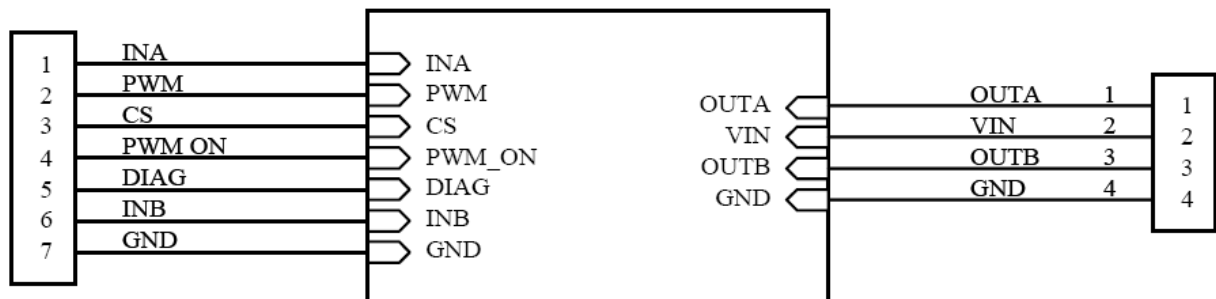 1 INA INA
2 PWM PWM
3 CS CS
4 PWM ON PWM_ON
5 DIAG DIAG
6 INB INB
7 GND GND
OUTA OUTA 1 1
VIN VIN 2 2
OUTB OUTB 3 3
GND GND 4 4